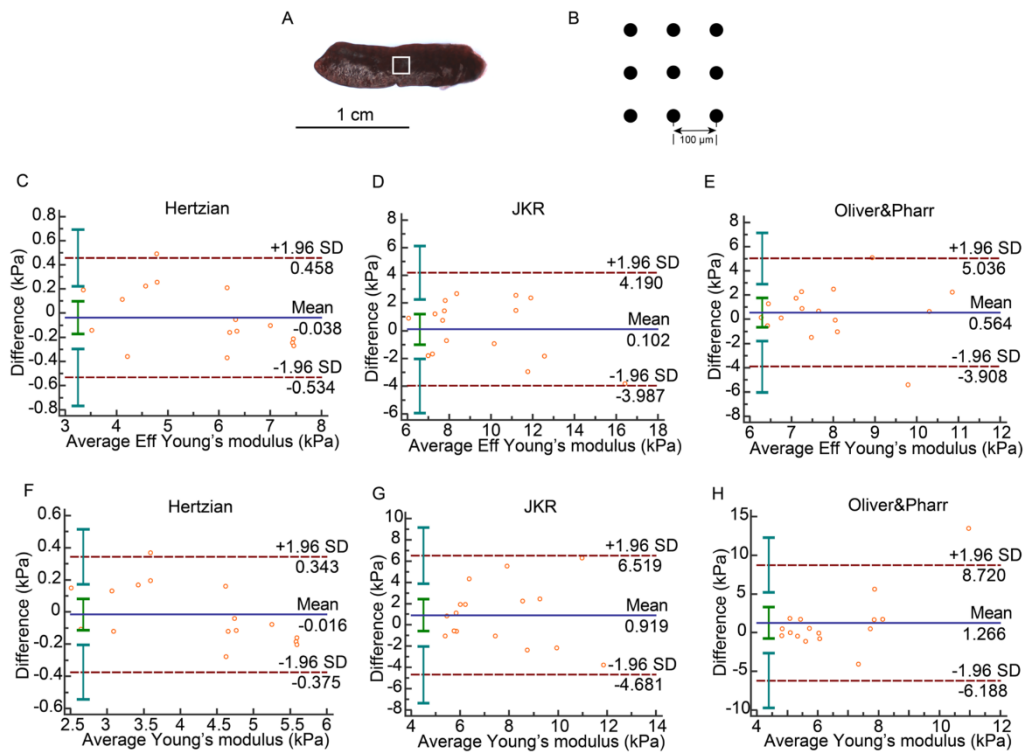 A
B
1 cm
100 µm
C
Hertzian
0.8
0.6
0.4
0.2
0
-0.2
-0.4
-0.6
-0.8
Difference (kPa)
+1.96 SD
0.458
Mean
-0.038
-1.96 SD
-0.534
3 4 5 6 7 8
Average Eff Young's modulus (kPa)
D
JKR
8
6
4
2
0
-2
-4
-6
Difference (kPa)
+1.96 SD
4.190
Mean
0.102
-1.96 SD
-3.987
6 8 10 12 14 16 18
Average Eff Young's modulus (kPa)
E
Oliver&Pharr
8
6
4
2
0
-2
-4
-6
-8
Difference (kPa)
+1.96 SD
5.036
Mean
0.564
-1.96 SD
-3.908
6 7 8 9 10 11 12
Average Eff Young's modulus (kPa)
F
Hertzian
0.6
0.4
0.2
0
-0.2
-0.4
-0.6
Difference (kPa)
+1.96 SD
0.343
Mean
-0.016
-1.96 SD
-0.375
2.5 3 3.5 4 4.5 5 5.5 6
Average Young's modulus (kPa)
G
JKR
10
8
6
4
2
0
-2
-4
-6
-8
-10
Difference (kPa)
+1.96 SD
6.519
Mean
0.919
-1.96 SD
-4.681
4 6 8 10 12 14
Average Young's modulus (kPa)
H
Oliver&Pharr
15
10
5
0
-5
-10
Difference (kPa)
+1.96 SD
8.720
Mean
1.266
-1.96 SD
-6.188
4 5 6 7 8 9 10 12
Average Young's modulus (kPa)